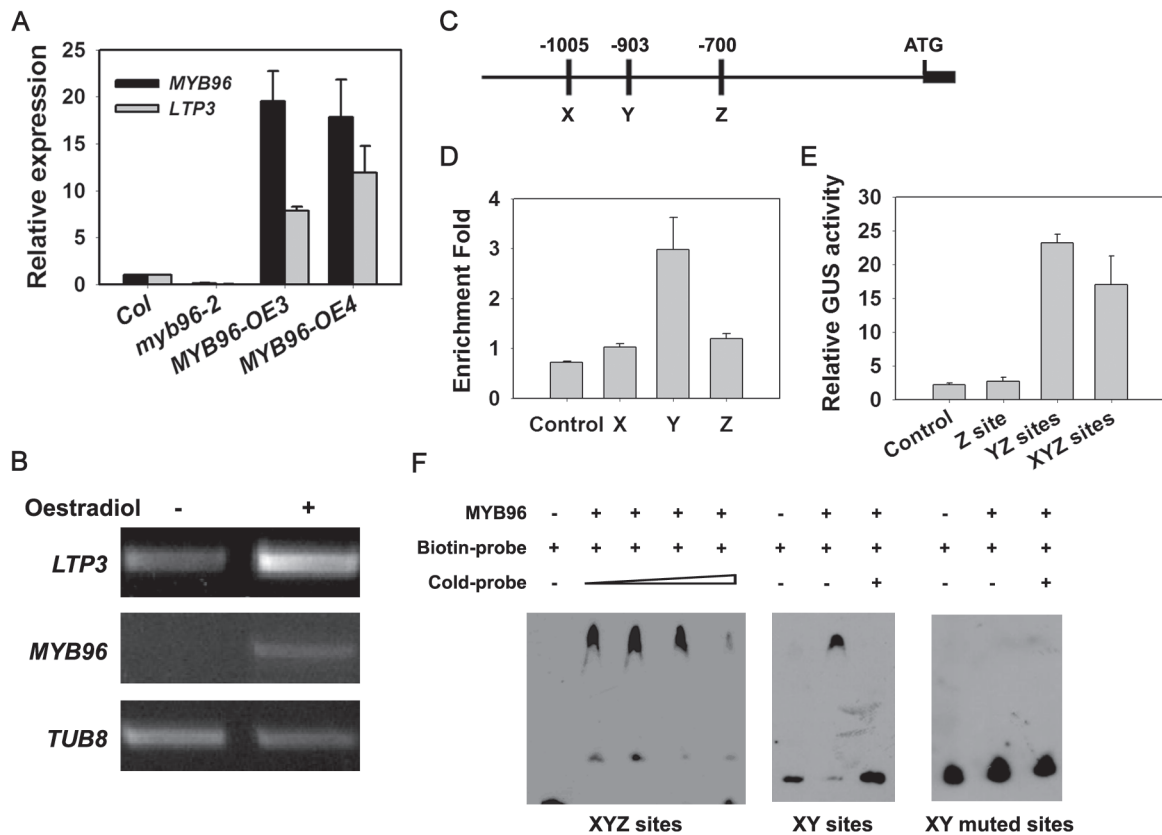 A
Relative expression
25
20
15
10
5
0
MYB96
LTP3
Col
myb96-2
MYB96-OE3
MYB96-OE4
B
Oestradiol - +
LTP3
MYB96
TUB8
C
-1005 -903 -700 ATG
X Y Z
D
Enrichment Fold
4
3
2
1
0
Control X Y Z
E
Relative GUS activity
30
25
20
15
10
5
0
Control
Z site
YZ sites
XYZ sites
F
MYB96 - + + + + - + + - + +
Biotin-probe + + + + + + + + + + +
Cold-probe - - - + - - +
XYZ sites XY sites XY muted sites